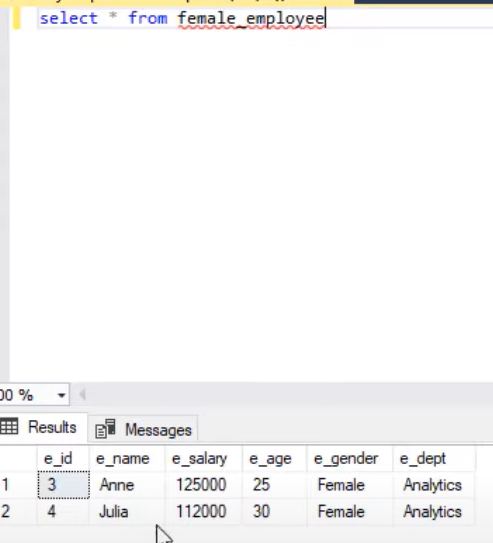 select * from female_employee
00 %
Results Messages
e_id e_name e_salary e_age e_gender e_dept
1 3 Anne 125000 25 Female Analytics
2 4 Julia 112000 30 Female Analytics